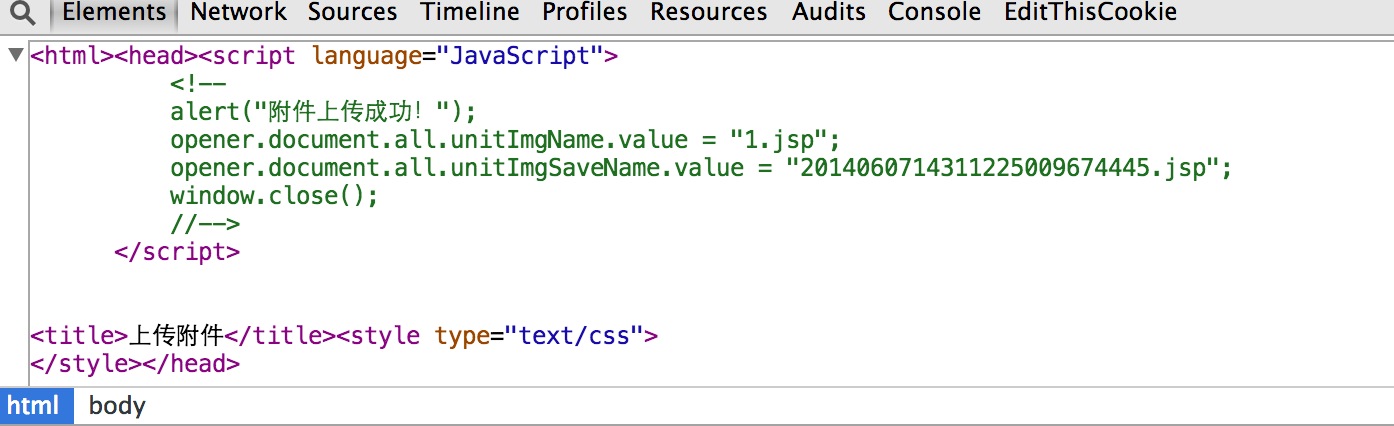 Elements Network Sources Timeline Profiles Resources Audits Console EditThisCookie
<html><head><script language="JavaScript">
<!--
alert("附件上传成功！");
opener.document.all.unitImgName.value = "1.jsp";
opener.document.all.unitImgSaveName.value = "2014060714311225009674445.jsp";
window.close();
//-->
</script>
<title>上传附件</title><style type="text/css">
</style></head>
html body